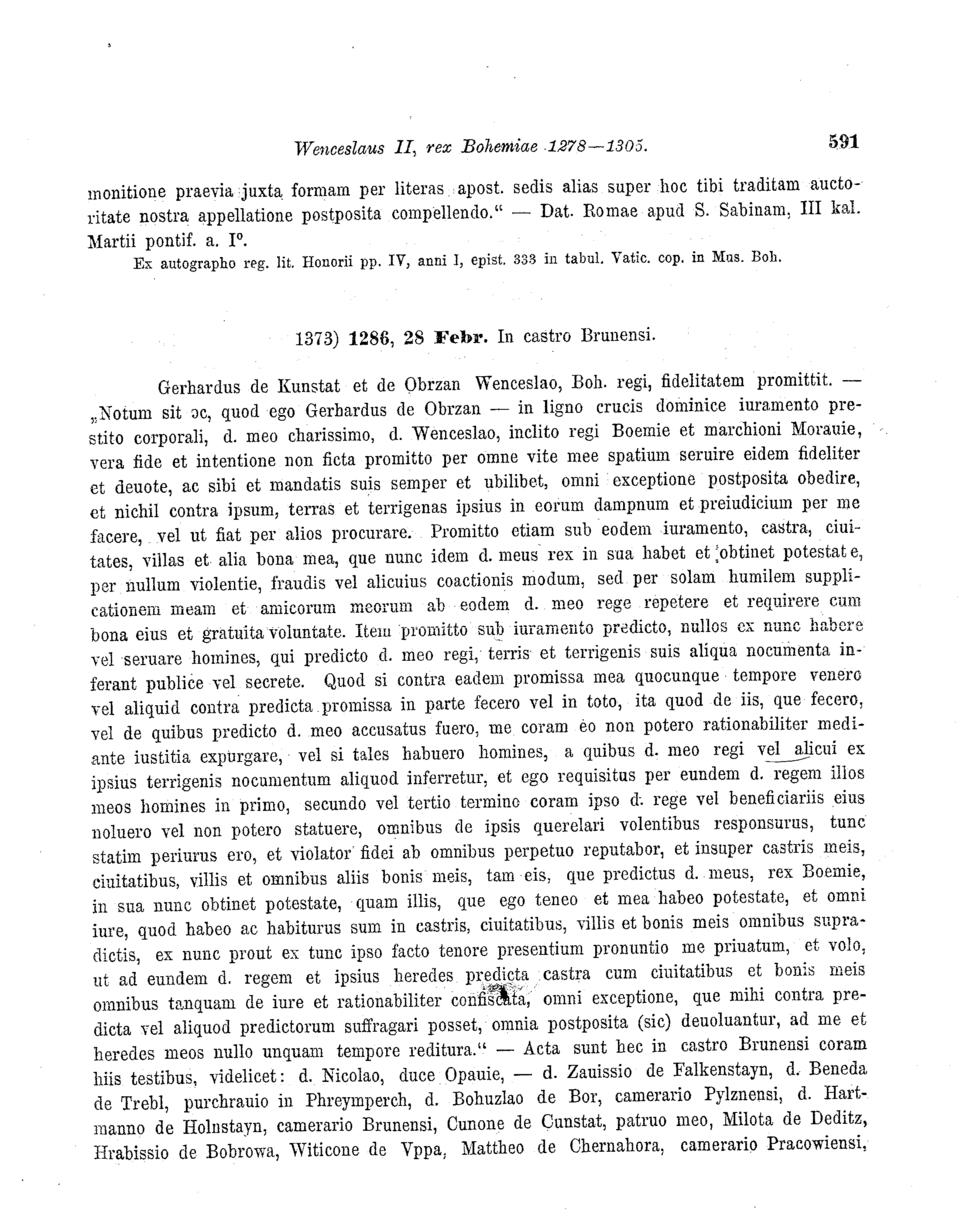 Wenceslaus II, rex Bohemiae 1278—1305. 591
monitione praevia juxta formam per literas apost. sedis alias super hoc tibi traditam aucto-
ritate nostra appellatione postposita compellendo.“ — Dat. Romae apud S. Sabinam, III kal.
Martii pontif. a. I⁰.
Ex autographo reg. lit. Honorii pp. IV, anni I, epist. 333 in tabul. Vatic. cop. in Mus. Boh.
1373) 1286, 28 Febr. In castro Brunensi.
Gerhardus de Kunstat et de Obrzan Wenceslao, Boh. regi, fidelitatem promittit. —
„Notum sit ɔc, quod ego Gerhardus de Obrzan — in ligno crucis dominice iuramento pre-
stito corporali, d. meo charissimo, d. Wenceslao, inclito regi Boemie et marchioni Morauie,
vera fide et intentione non ficta promitto per omne vite mee spatium seruire eidem fideliter
et deuote, ac sibi et mandatis suis semper et ubilibet, omni exceptione postposita obedire,
et nichil contra ipsum, terras et terrigenas ipsius in eorum dampnum et preiudicium per me
facere, vel ut fiat per alios procurare. Promitto etiam sub eodem iuramento, castra, ciui-
tates, villas et alia bona mea, que nunc idem d. meus rex in sua habet et obtinet potestate,
per nullum violentie, fraudis vel alicuius coactionis modum, sed per solam humilem suppli-
cationem meam et amicorum meorum ab eodem d. meo rege repetere et requirere cum
bona eius et gratuita voluntate. Item promitto sub iuramento predicto, nullos ex nunc habere
vel seruare homines, qui predicto d. meo regi, terris et terrigenis suis aliqua nocumenta in-
ferant publice vel secrete. Quod si contra eadem promissa mea quocunque tempore venero
vel aliquid contra predicta promissa in parte fecero vel in toto, ita quod de iis, que fecero,
vel de quibus predicto d. meo accusatus fuero, me coram eo non potero rationabiliter medi-
ante iustitia expurgare, vel si tales habuero homines, a quibus d. meo regi vel alicui ex
ipsius terrigenis nocumentum aliquod inferretur, et ego requisitus per eundem d. regem illos
meos homines in primo, secundo vel tertio termino coram ipso d. rege vel beneficiariis eius
noluero vel non potero statuere, omnibus de ipsis querelari volentibus responsurus, tunc
statim periurus ero, et violator fidei ab omnibus perpetuo reputabor, et insuper castris meis,
ciuitatibus, villis et omnibus aliis bonis meis, tam eis, que predictus d. meus, rex Boemie,
in sua nunc obtinet potestate, quam illis, que ego teneo et mea habeo potestate, et omni
iure, quod habeo ac habiturus sum in castris, ciuitatibus, villis et bonis meis omnibus supra-
dictis, ex nunc prout ex tunc ipso facto tenore presentium pronuntio me priuatum, et volo,
ut ad eundem d. regem et ipsius heredes predicta castra cum ciuitatibus et bonis meis
omnibus tanquam de iure et rationabiliter confiscata, omni exceptione, que mihi contra pre-
dicta vel aliquod predictorum suffragari posset, omnia postposita (sic) deuoluantur, ad me et
heredes meos nullo unquam tempore reditura.“ — Acta sunt hec in castro Brunensi coram
hiis testibus, videlicet: d. Nicolao, duce Opauie, — d. Zauissio de Falkenstayn, d. Beneda
de Trebl, purchrauio in Phreymperch, d. Bohuzlao de Bor, camerario Pylznensi, d. Hart-
manno de Holnstayn, camerario Brunensi, Cunone de Cunstat, patruo meo, Milota de Deditz,
Hrabissio de Bobrowa, Witicone de Vppa, Mattheo de Chernahora, camerario Pracowiensi,